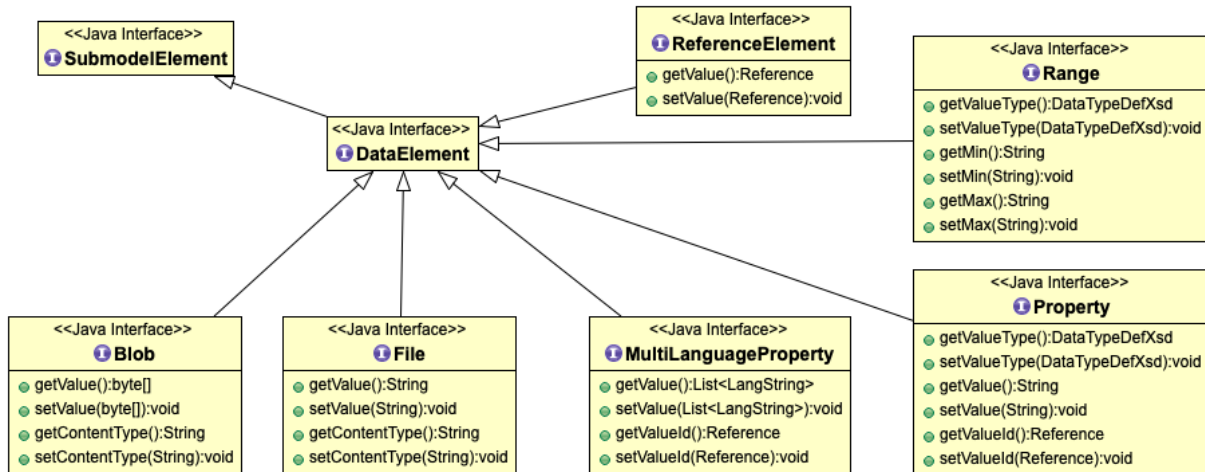 <<Java Interface>>
SubmodelElement
<<Java Interface>>
ReferenceElement
getValue():Reference
setValue(Reference):void
<<Java Interface>>
Range
getValueType():DataTypeDefXsd
setValueType(DataTypeDefXsd):void
getMin():String
setMin(String):void
getMax():String
setMax(String):void
<<Java Interface>>
DataElement
<<Java Interface>>
Blob
getValue():byte[]
setValue(byte[]):void
getContentType():String
setContentType(String):void
<<Java Interface>>
File
getValue():String
setValue(String):void
getContentType():String
setContentType(String):void
<<Java Interface>>
MultiLanguageProperty
getValue():List<LangString>
setValue(List<LangString>):void
getValueId():Reference
setValueId(Reference):void
<<Java Interface>>
Property
getValueType():DataTypeDefXsd
setValueType(DataTypeDefXsd):void
getValue():String
setValue(String):void
getValueId():Reference
setValueId(Reference):void